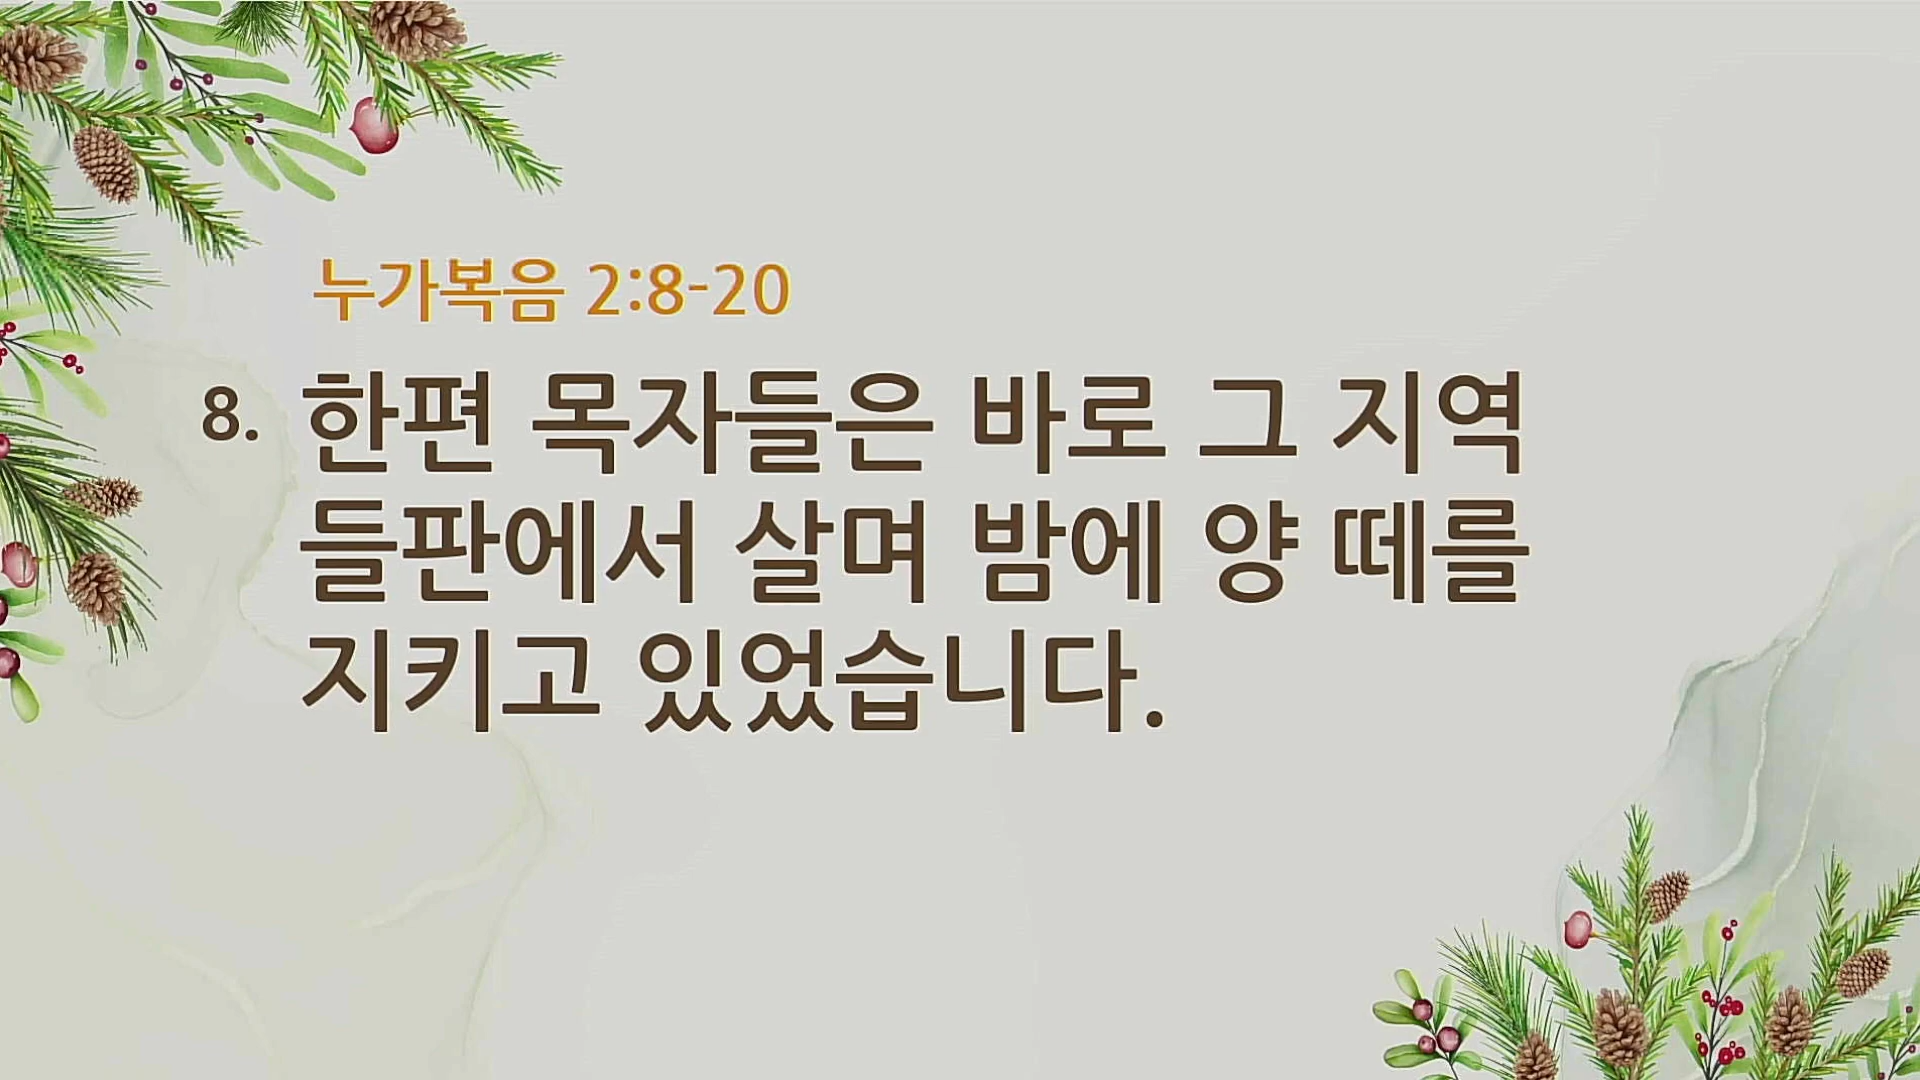 누가복음 2:8-20
8. 한편 목자들은 바로 그 지역
들판에서 살며 밤에 양 떼를
지키고 있었습니다.